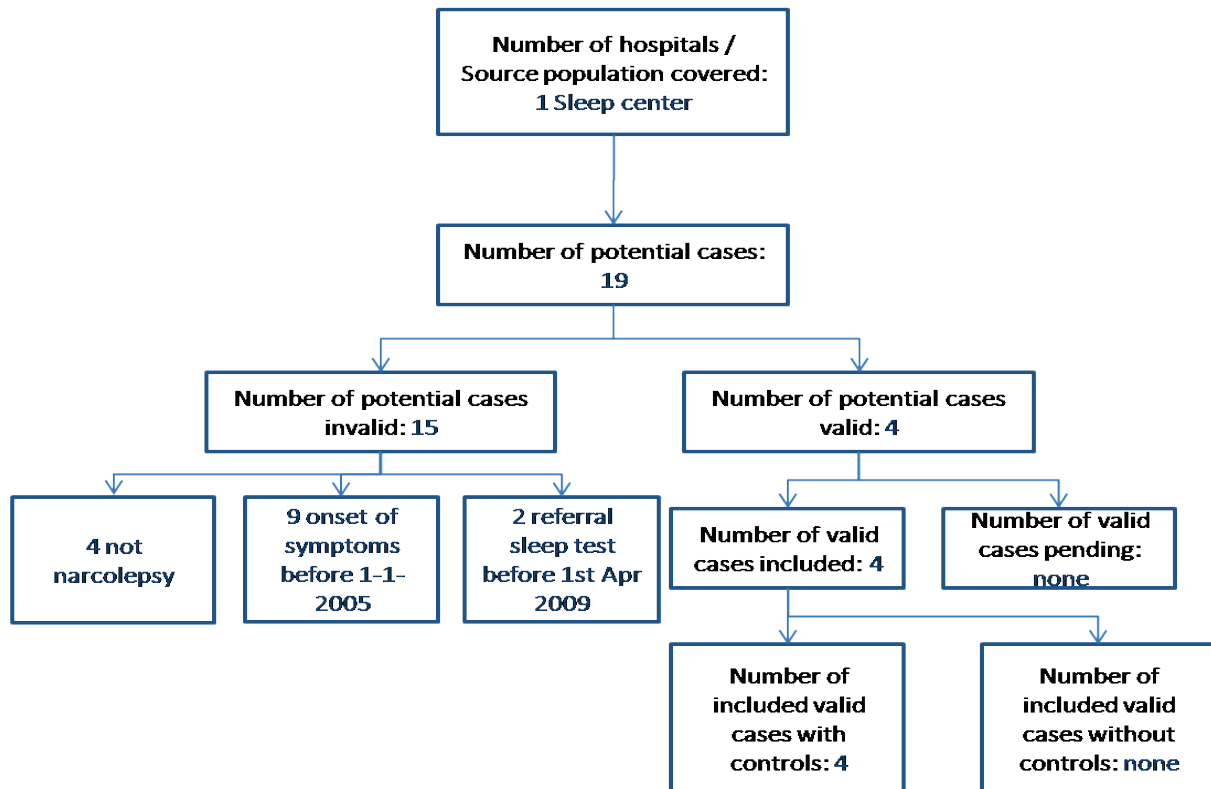 Number of hospitals /
Source population covered:
1 Sleep center
Number of potential cases:
19
Number of potential cases
invalid: 15
Number of potential cases
valid: 4
4 not
narcolepsy
9 onset of
symptoms
before 1-1-
2005
2 referral
sleep test
before 1st Apr
2009
Number of valid
cases included: 4
Number of valid
cases pending:
none
Number of
included valid
cases with
controls: 4
Number of
included valid
cases without
controls: none